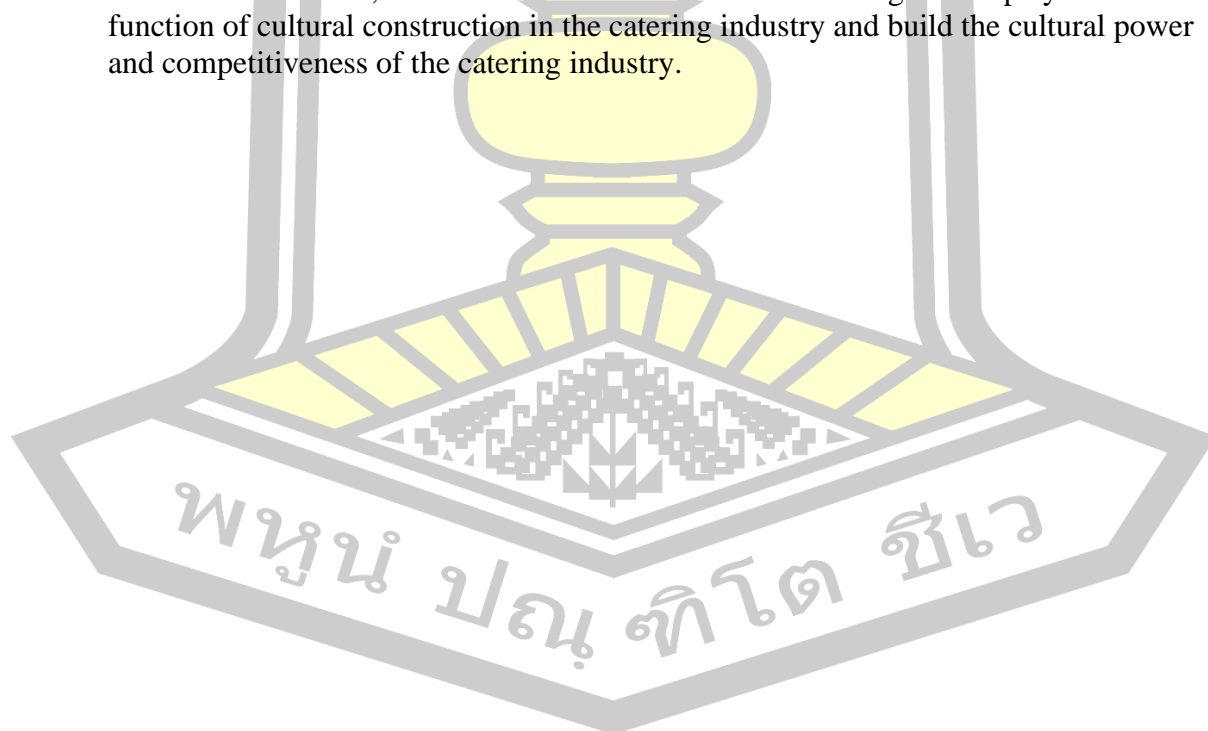 function of cultural construction in the catering industry and build the cultural power
and competitiveness of the catering industry.
พหูนํ ปณฺฑิโต ชีเว